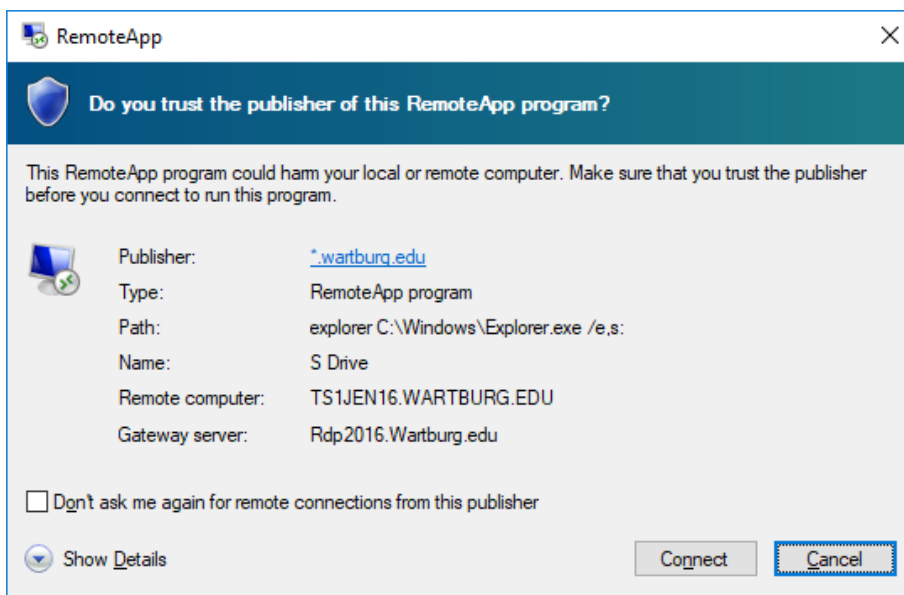 RemoteApp
Do you trust the publisher of this RemoteApp program?
This RemoteApp program could harm your local or remote computer. Make sure that you trust the publisher
before you connect to run this program.
Publisher: *.wartburg.edu
Type: RemoteApp program
Path: explorer C:\Windows\Explorer.exe /e,s:
Name: S Drive
Remote computer: TS1JEN16.WARTBURG.EDU
Gateway server: Rdp2016.Wartburg.edu
Don't ask me again for remote connections from this publisher
Show Details Connect Cancel